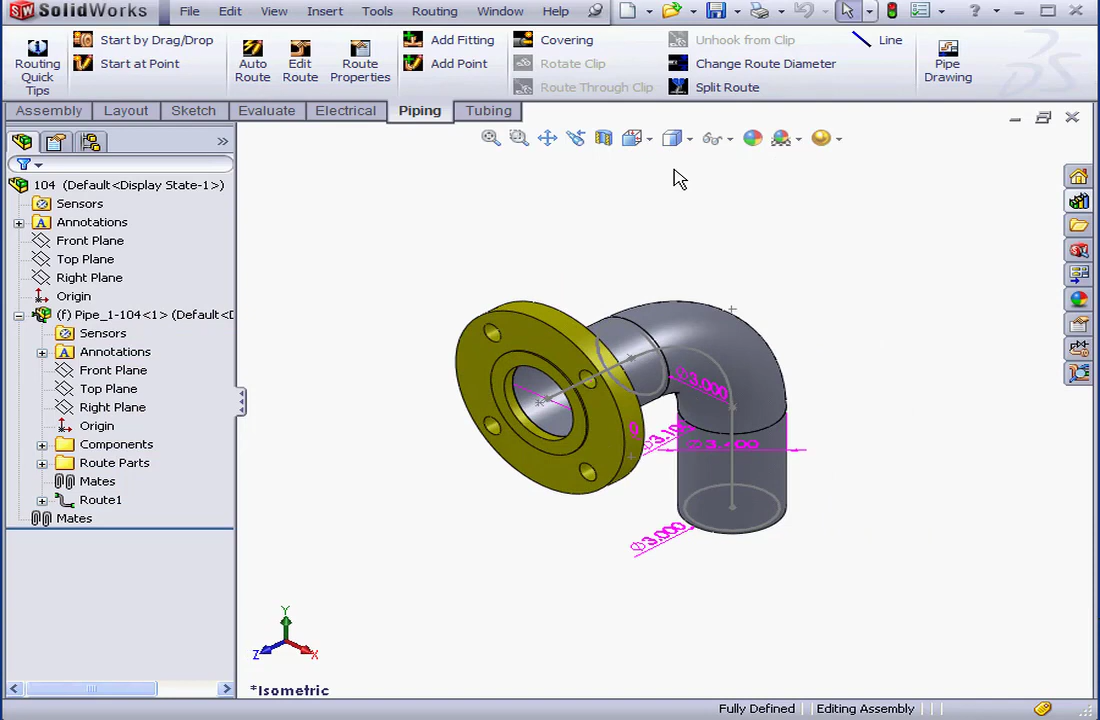 SolidWorks File Edit View Insert Tools Routing Window Help
Routing Quick Tips
Start by Drag/Drop
Start at Point
Auto Route
Edit Route
Route Properties
Add Fitting
Add Point
Covering
Rotate Clip
Route Through Clip
Unhook from Clip
Change Route Diameter
Split Route
Line
Pipe Drawing
Assembly Layout Sketch Evaluate Electrical Piping Tubing
104 (Default<Display State-1>)
Sensors
Annotations
Front Plane
Top Plane
Right Plane
Origin
(f) Pipe_1-104<1> (Default<D
Sensors
Annotations
Front Plane
Top Plane
Right Plane
Origin
Components
Route Parts
Mates
Route1
Mates
Ø3.000
Ø3.000
Y
Z
X
*Isometric
Fully Defined Editing Assembly